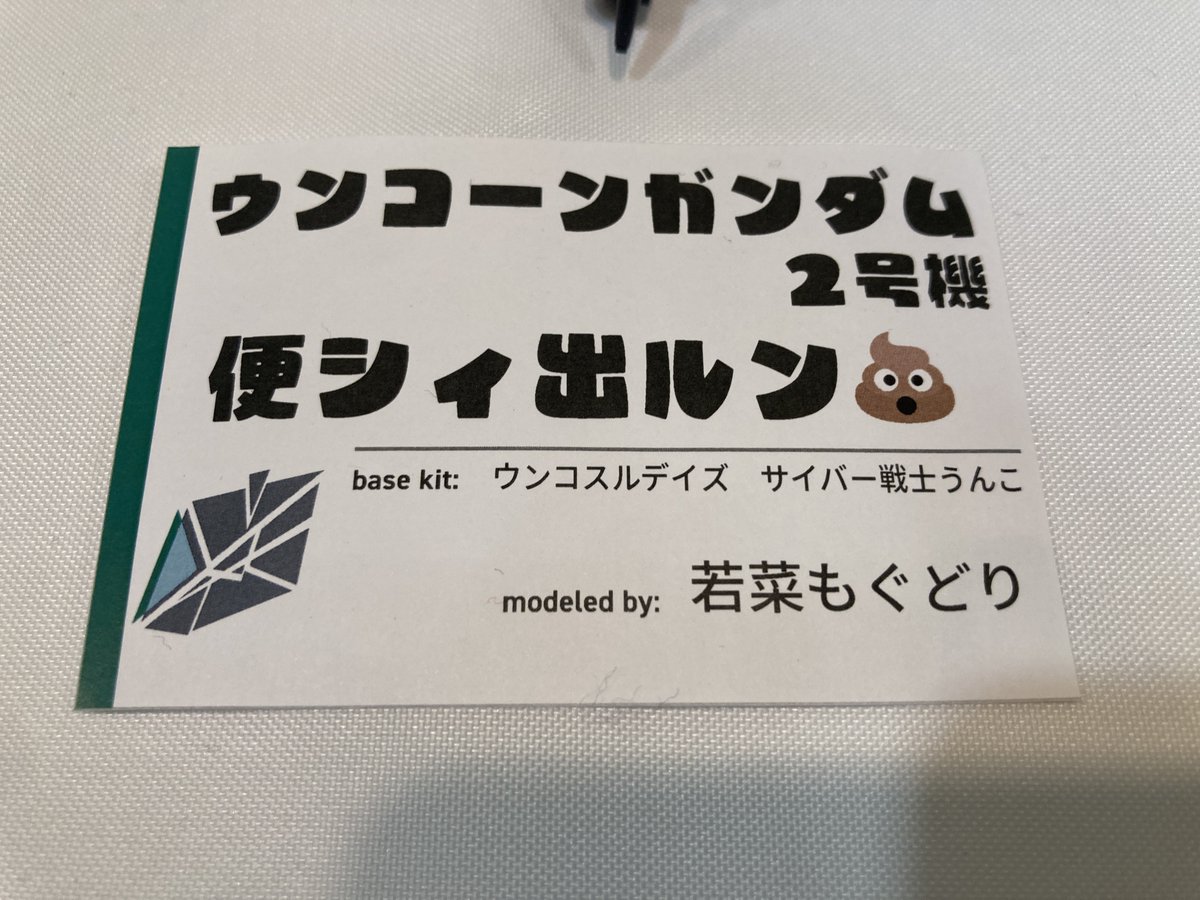 ウンコーンガンダム
2号機
便シィ出ルン💩
base kit: ウンコスルデイズ サイバー戦士うんこ
modeled by: 若菜もぐどり